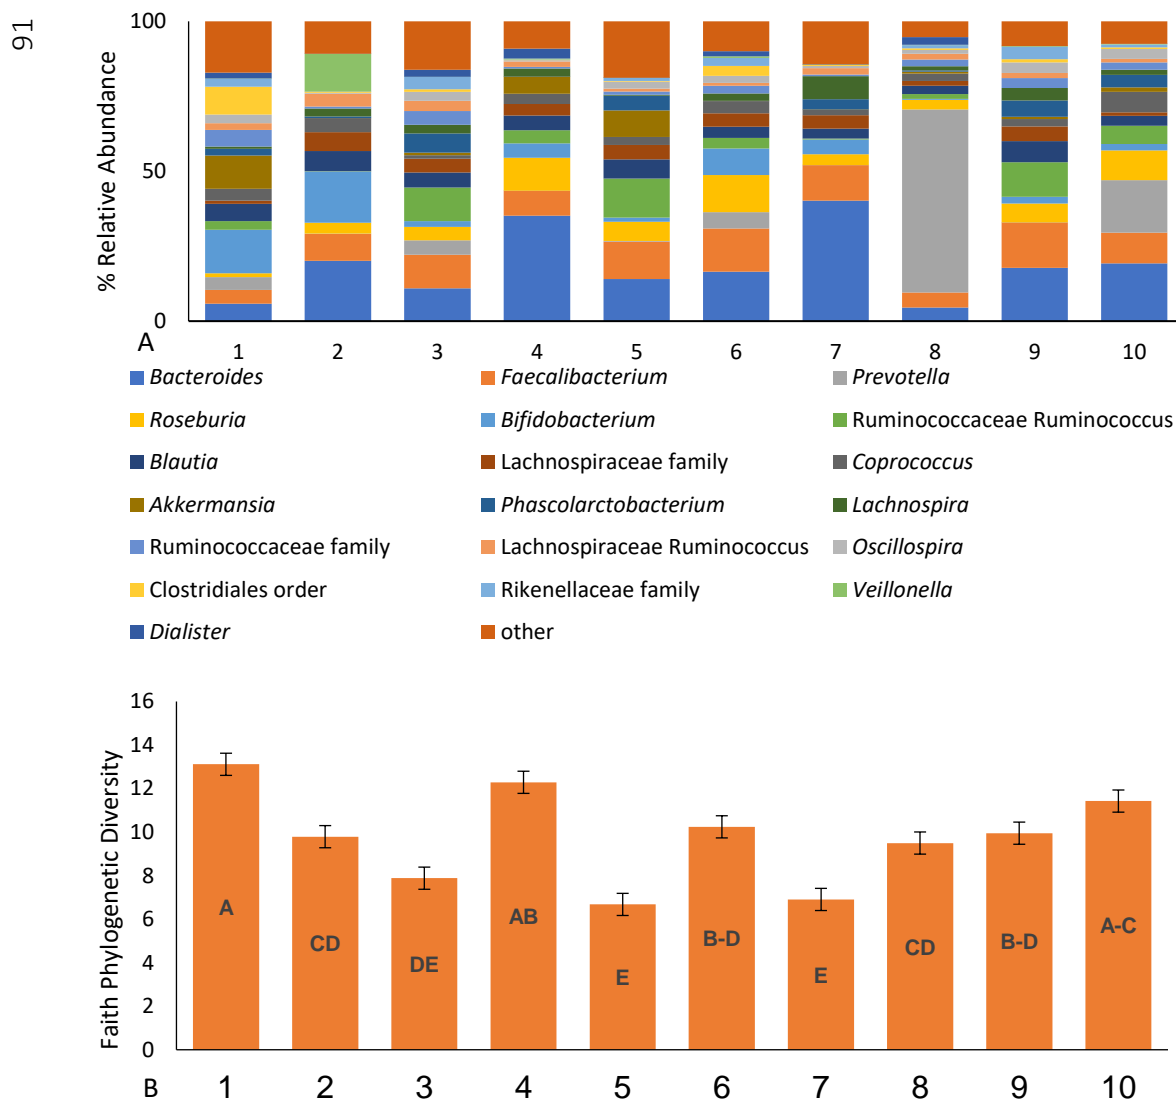 91
100
50
0
% Relative Abundance
A
1 2 3 4 5 6 7 8 9 10
Bacteroides Faecalibacterium Prevotella
Roseburia Bifidobacterium Ruminococcaceae Ruminococcus
Blautia Lachnospiraceae family Coprococcus
Akkermansia Phascolarctobacterium Lachnospira
Ruminococcaceae family Lachnospiraceae Ruminococcus Oscillospira
Clostridiales order Rikenellaceae family Veillonella
Dialister other
16
14
12
10
8
6
4
2
0
Faith Phylogenetic Diversity
A CD DE AB E B-D E CD B-D A-C
B
1 2 3 4 5 6 7 8 9 10